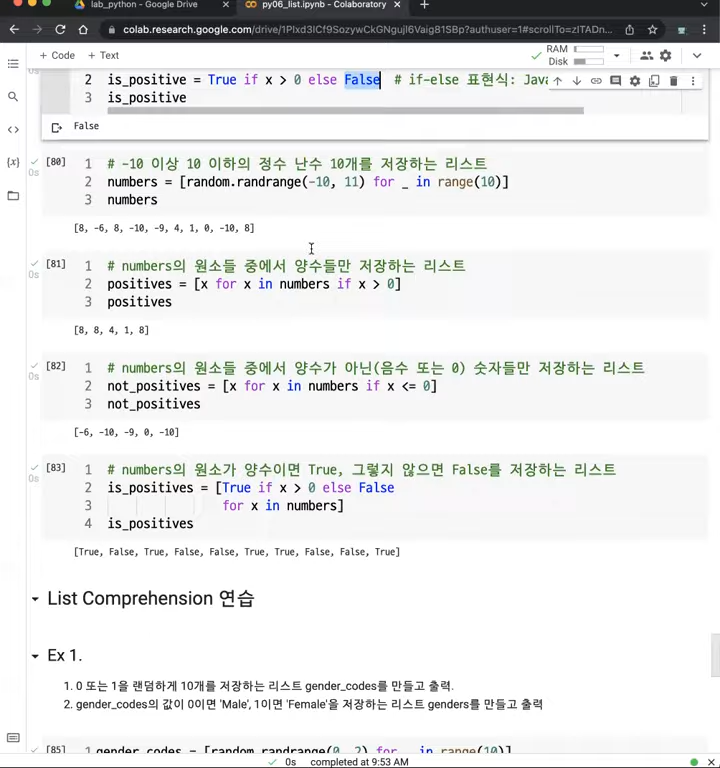 lab_python - Google Drive
py06_list.ipynb - Colaboratory
colab.research.google.com/drive/
+ Code + Text
RAM
Disk
0s
2 is_positive = True if x > 0 else False # if-else 표현식: Java
3 is_positive
False
[80] 1 # -10 이상 10 이하의 정수 난수 10개를 저장하는 리스트
0s 2 numbers = [random.randrange(-10, 11) for _ in range(10)]
3 numbers
[8, -6, 8, -10, -9, 4, 1, 0, -10, 8]
[81] 1 # numbers의 원소들 중에서 양수들만 저장하는 리스트
0s 2 positives = [x for x in numbers if x > 0]
3 positives
[8, 8, 4, 1, 8]
[82] 1 # numbers의 원소들 중에서 양수가 아닌(음수 또는 0) 숫자들만 저장하는 리스트
0s 2 not_positives = [x for x in numbers if x <= 0]
3 not_positives
[-6, -10, -9, 0, -10]
[83] 1 # numbers의 원소가 양수이면 True, 그렇지 않으면 False를 저장하는 리스트
0s 2 is_positives = [True if x > 0 else False
3 for x in numbers]
4 is_positives
[True, False, True, False, False, True, True, False, False, True]
List Comprehension 연습
Ex 1.
1. 0 또는 1을 랜덤하게 10개를 저장하는 리스트 gender_codes를 만들고 출력.
2. gender_codes의 값이 0이면 'Male', 1이면 'Female'을 저장하는 리스트 genders를 만들고 출력
[85] 1 gender_codes = [random.randrange(0, 2) for _ in range(10)]
0s completed at 9:53 AM